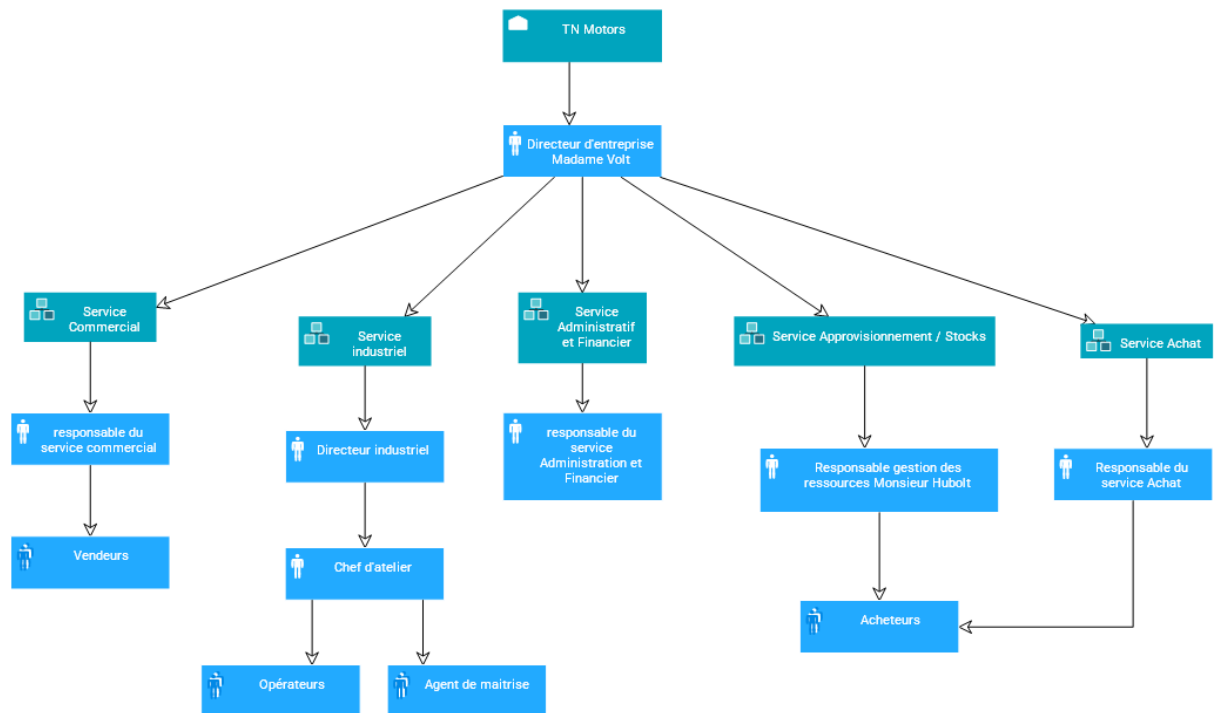 TN Motors
Directeur d'entreprise
Madame Volt
Service
Commercial
Service
industriel
Service
Administratif
et Financier
Service Approvisionnement / Stocks
Service Achat
responsable du
service commercial
Directeur industriel
responsable du
service
Administration et
Financier
Responsable gestion des
ressources Monsieur Hubolt
Responsable du
service Achat
Vendeurs
Chef d'atelier
Acheteurs
Opérateurs
Agent de maitrise